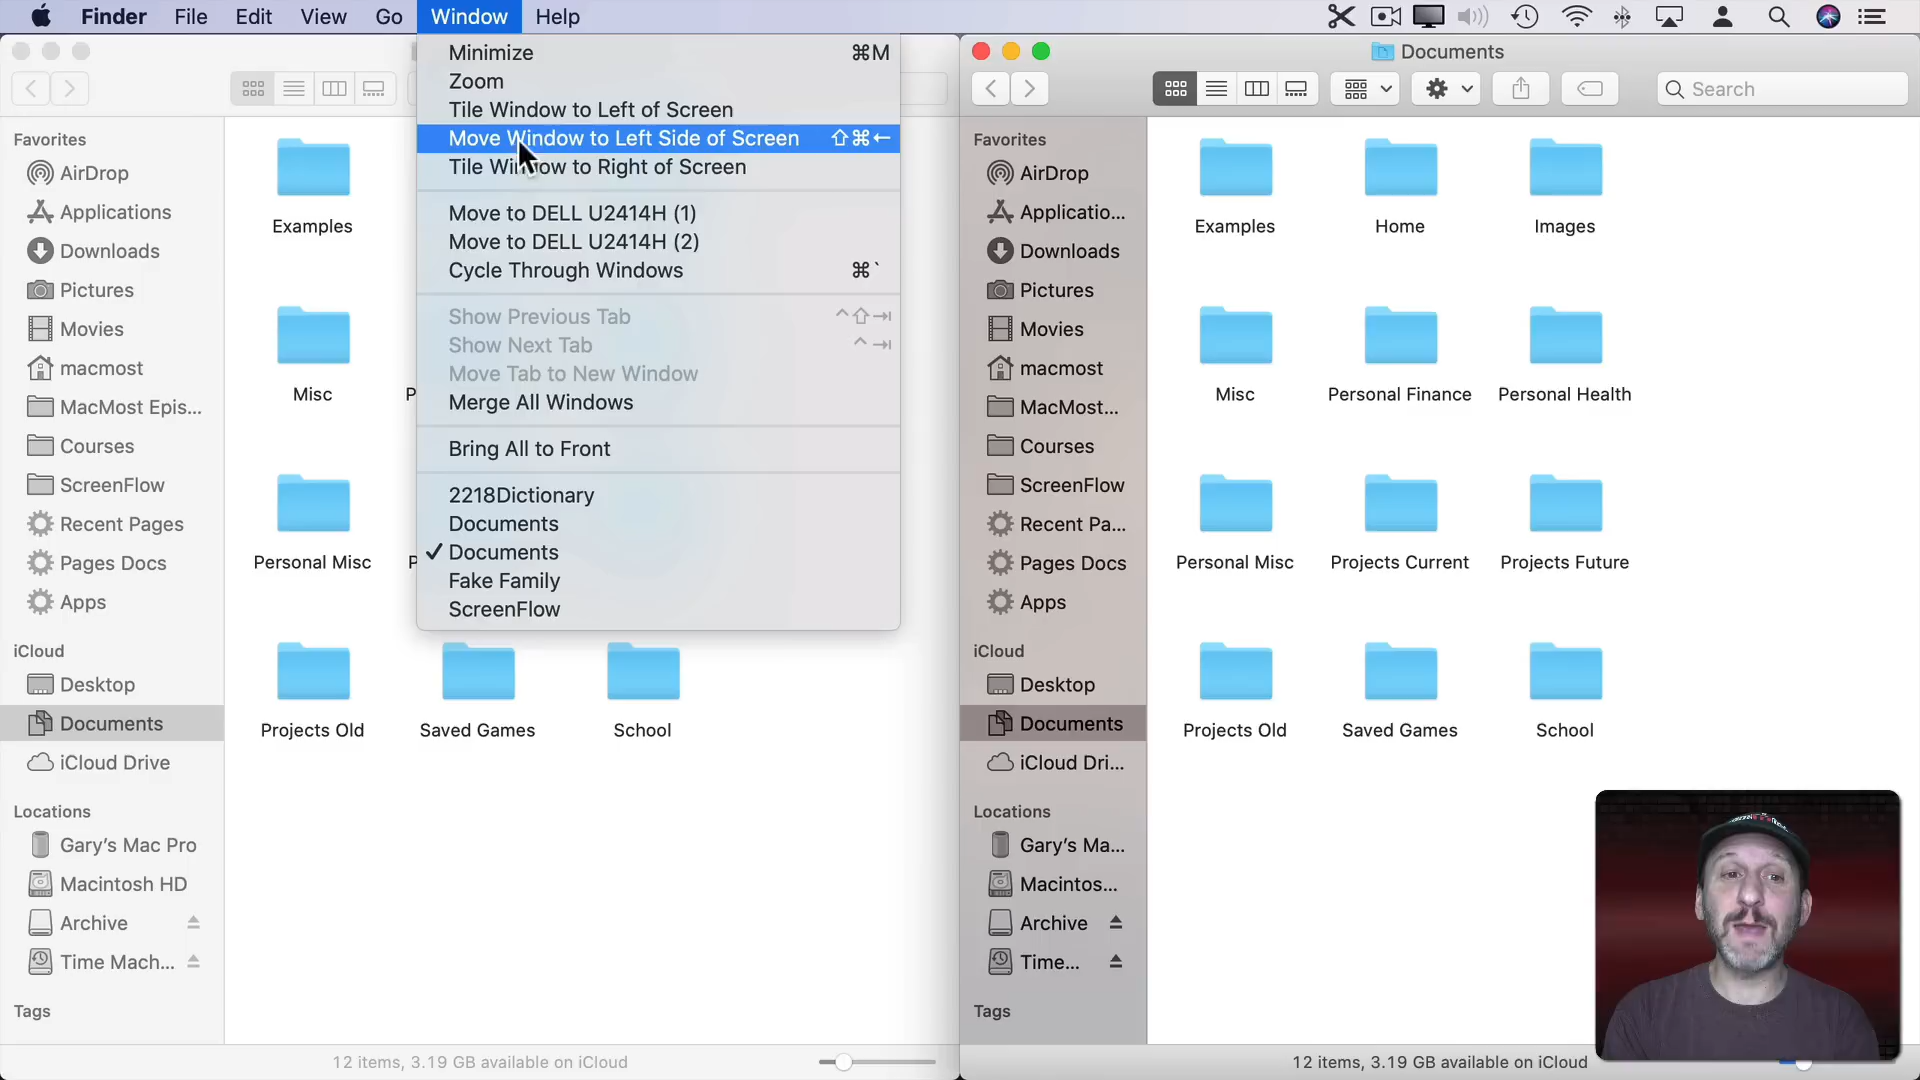 Finder File Edit View Go Window Help
Minimize ⌘M
Zoom
Tile Window to Left of Screen
Move Window to Left Side of Screen ⇧⌘←
Tile Window to Right of Screen
Move to DELL U2414H (1)
Move to DELL U2414H (2)
Cycle Through Windows ⌘`
Show Previous Tab ^⇧⇥
Show Next Tab ^⇥
Move Tab to New Window
Merge All Windows
Bring All to Front
2218Dictionary
Documents
✓ Documents
Fake Family
ScreenFlow
Favorites
AirDrop
Applications
Downloads
Pictures
Movies
macmost
MacMost Epis...
Courses
ScreenFlow
Recent Pages
Pages Docs
Apps
iCloud
Desktop
Documents
iCloud Drive
Locations
Gary's Mac Pro
Macintosh HD
Archive
Time Mach...
Tags
Examples
Misc
P
Personal Misc
P
Projects Old
Saved Games
School
12 items, 3.19 GB available on iCloud
Documents
Search
Favorites
AirDrop
Applicatio...
Downloads
Pictures
Movies
macmost
MacMost...
Courses
ScreenFlow
Recent Pa...
Pages Docs
Apps
iCloud
Desktop
Documents
iCloud Dri...
Locations
Gary's Ma...
Macintos...
Archive
Time...
Tags
Examples
Home
Images
Misc
Personal Finance
Personal Health
Personal Misc
Projects Current
Projects Future
Projects Old
Saved Games
School
12 items, 3.19 GB available on iCloud